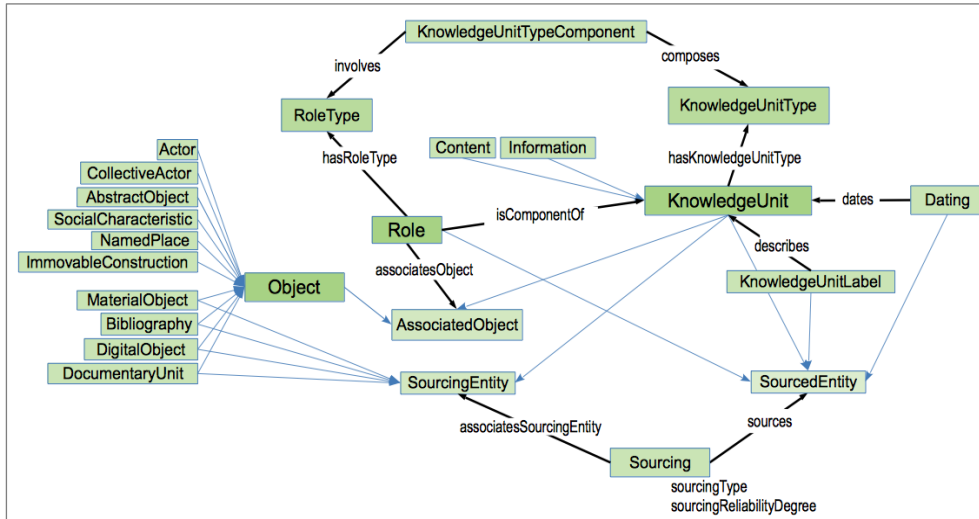 KnowledgeUnitTypeComponent
involves
composes
RoleType
KnowledgeUnitType
Actor
hasRoleType
Content
Information
hasKnowledgeUnitType
CollectiveActor
AbstractObject
SocialCharacteristic
NamedPlace
ImmovableConstruction
Role
isComponentOf
KnowledgeUnit
dates
Dating
associatesObject
describes
Object
KnowledgeUnitLabel
MaterialObject
Bibliography
DigitalObject
DocumentaryUnit
AssociatedObject
SourcingEntity
SourcedEntity
associatesSourcingEntity
sources
Sourcing
sourcingType
sourcingReliabilityDegree